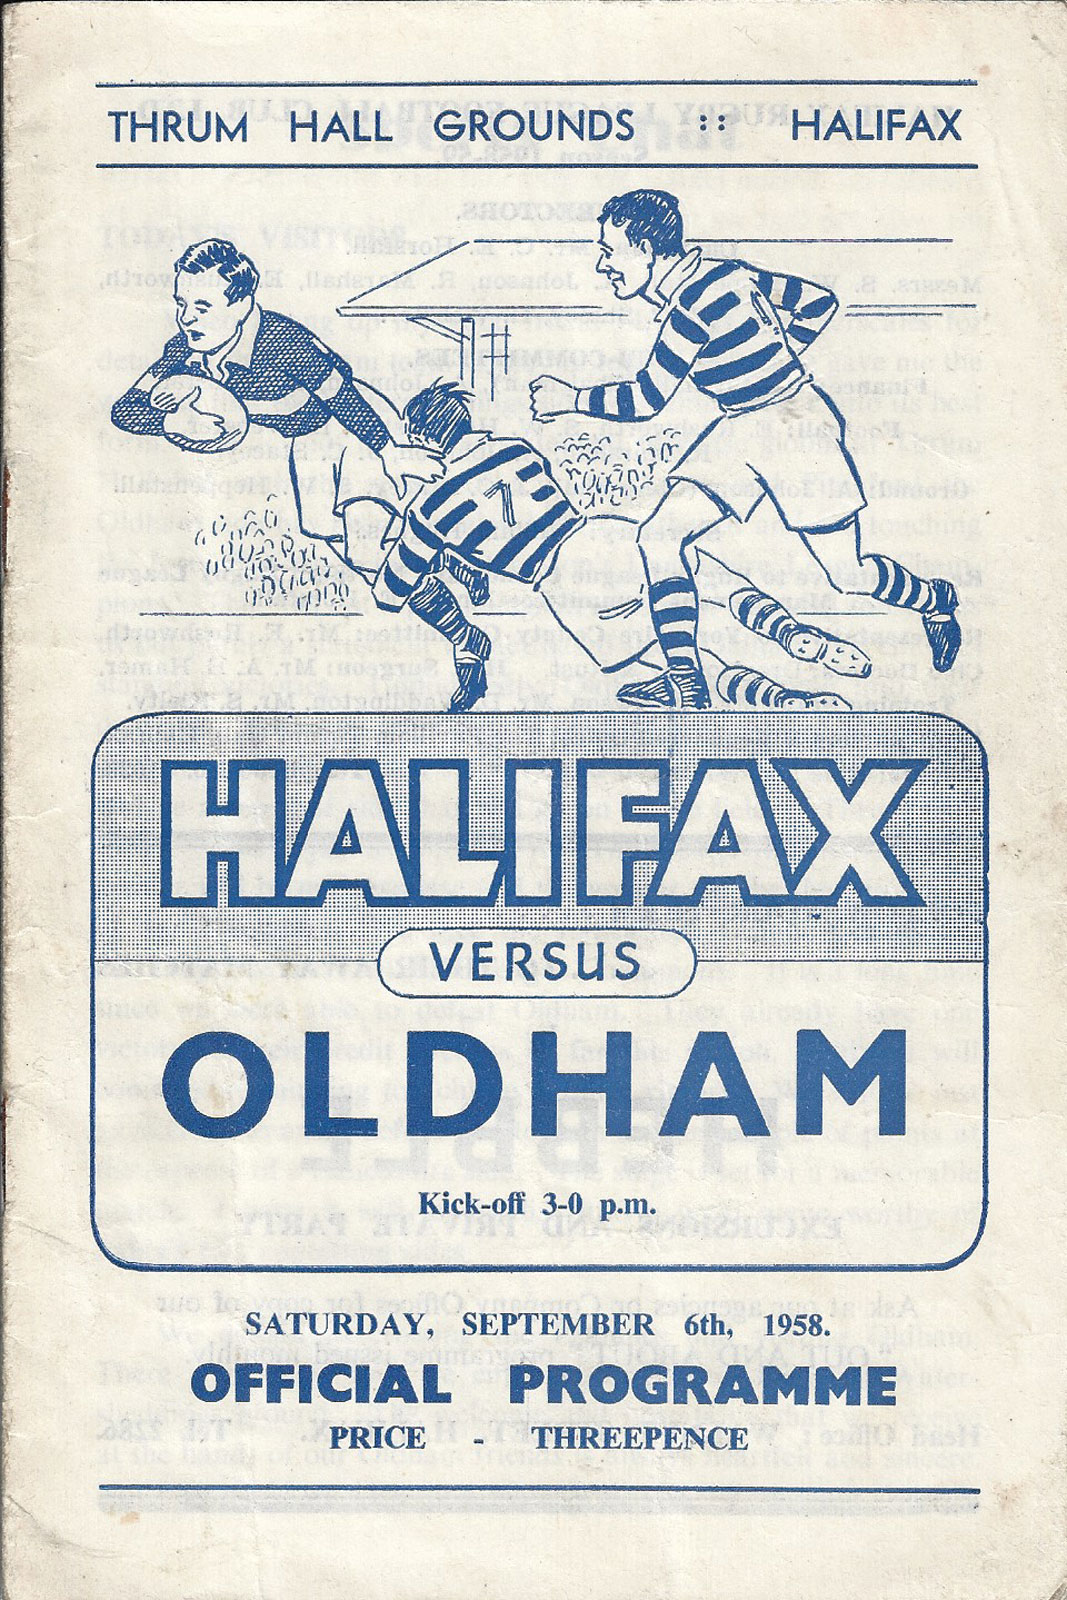 THRUM HALL GROUNDS :: HALIFAX
7
HALIFAX
VERSUS
OLDHAM
Kick-off 3-0 p.m.
SATURDAY, SEPTEMBER 6th, 1958.
OFFICIAL PROGRAMME
PRICE - THREEPENCE